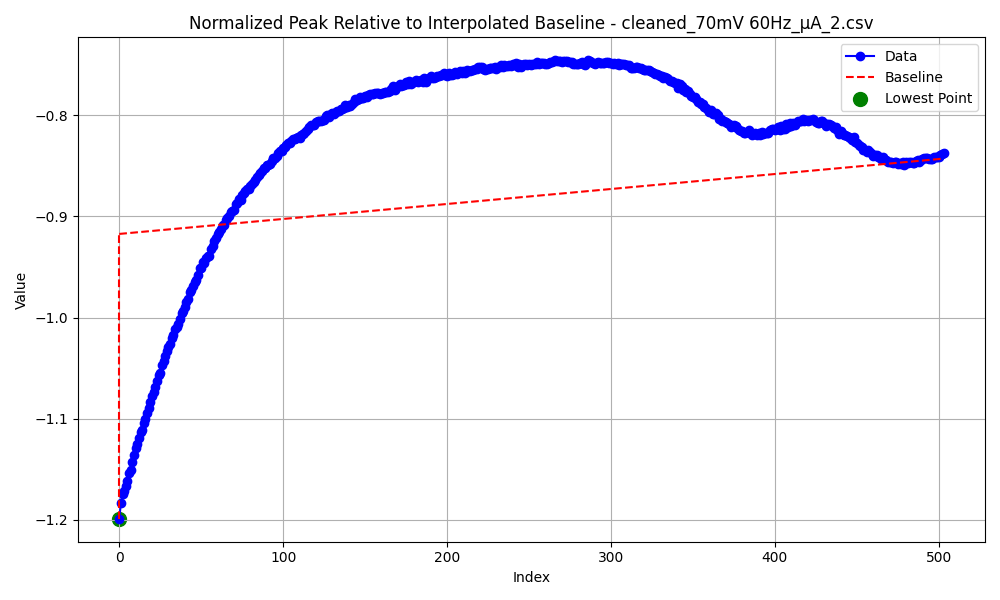 Normalized Peak Relative to Interpolated Baseline - cleaned_70mV 60Hz_μA_2.csv
Data
Baseline
Lowest Point
Value
−0.8
−0.9
−1.0
−1.1
−1.2
0 100 200 300 400 500
Index